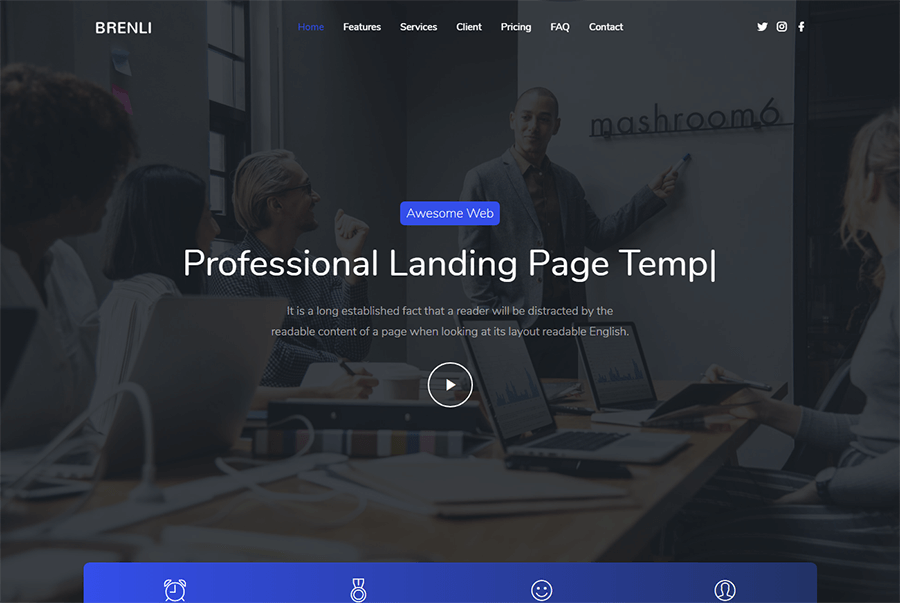 BRENLI
Home Features Services Client Pricing FAQ Contact
mashroom6
Awesome Web
Professional Landing Page Temp|
It is a long established fact that a reader will be distracted by the
readable content of a page when looking at its layout readable English.